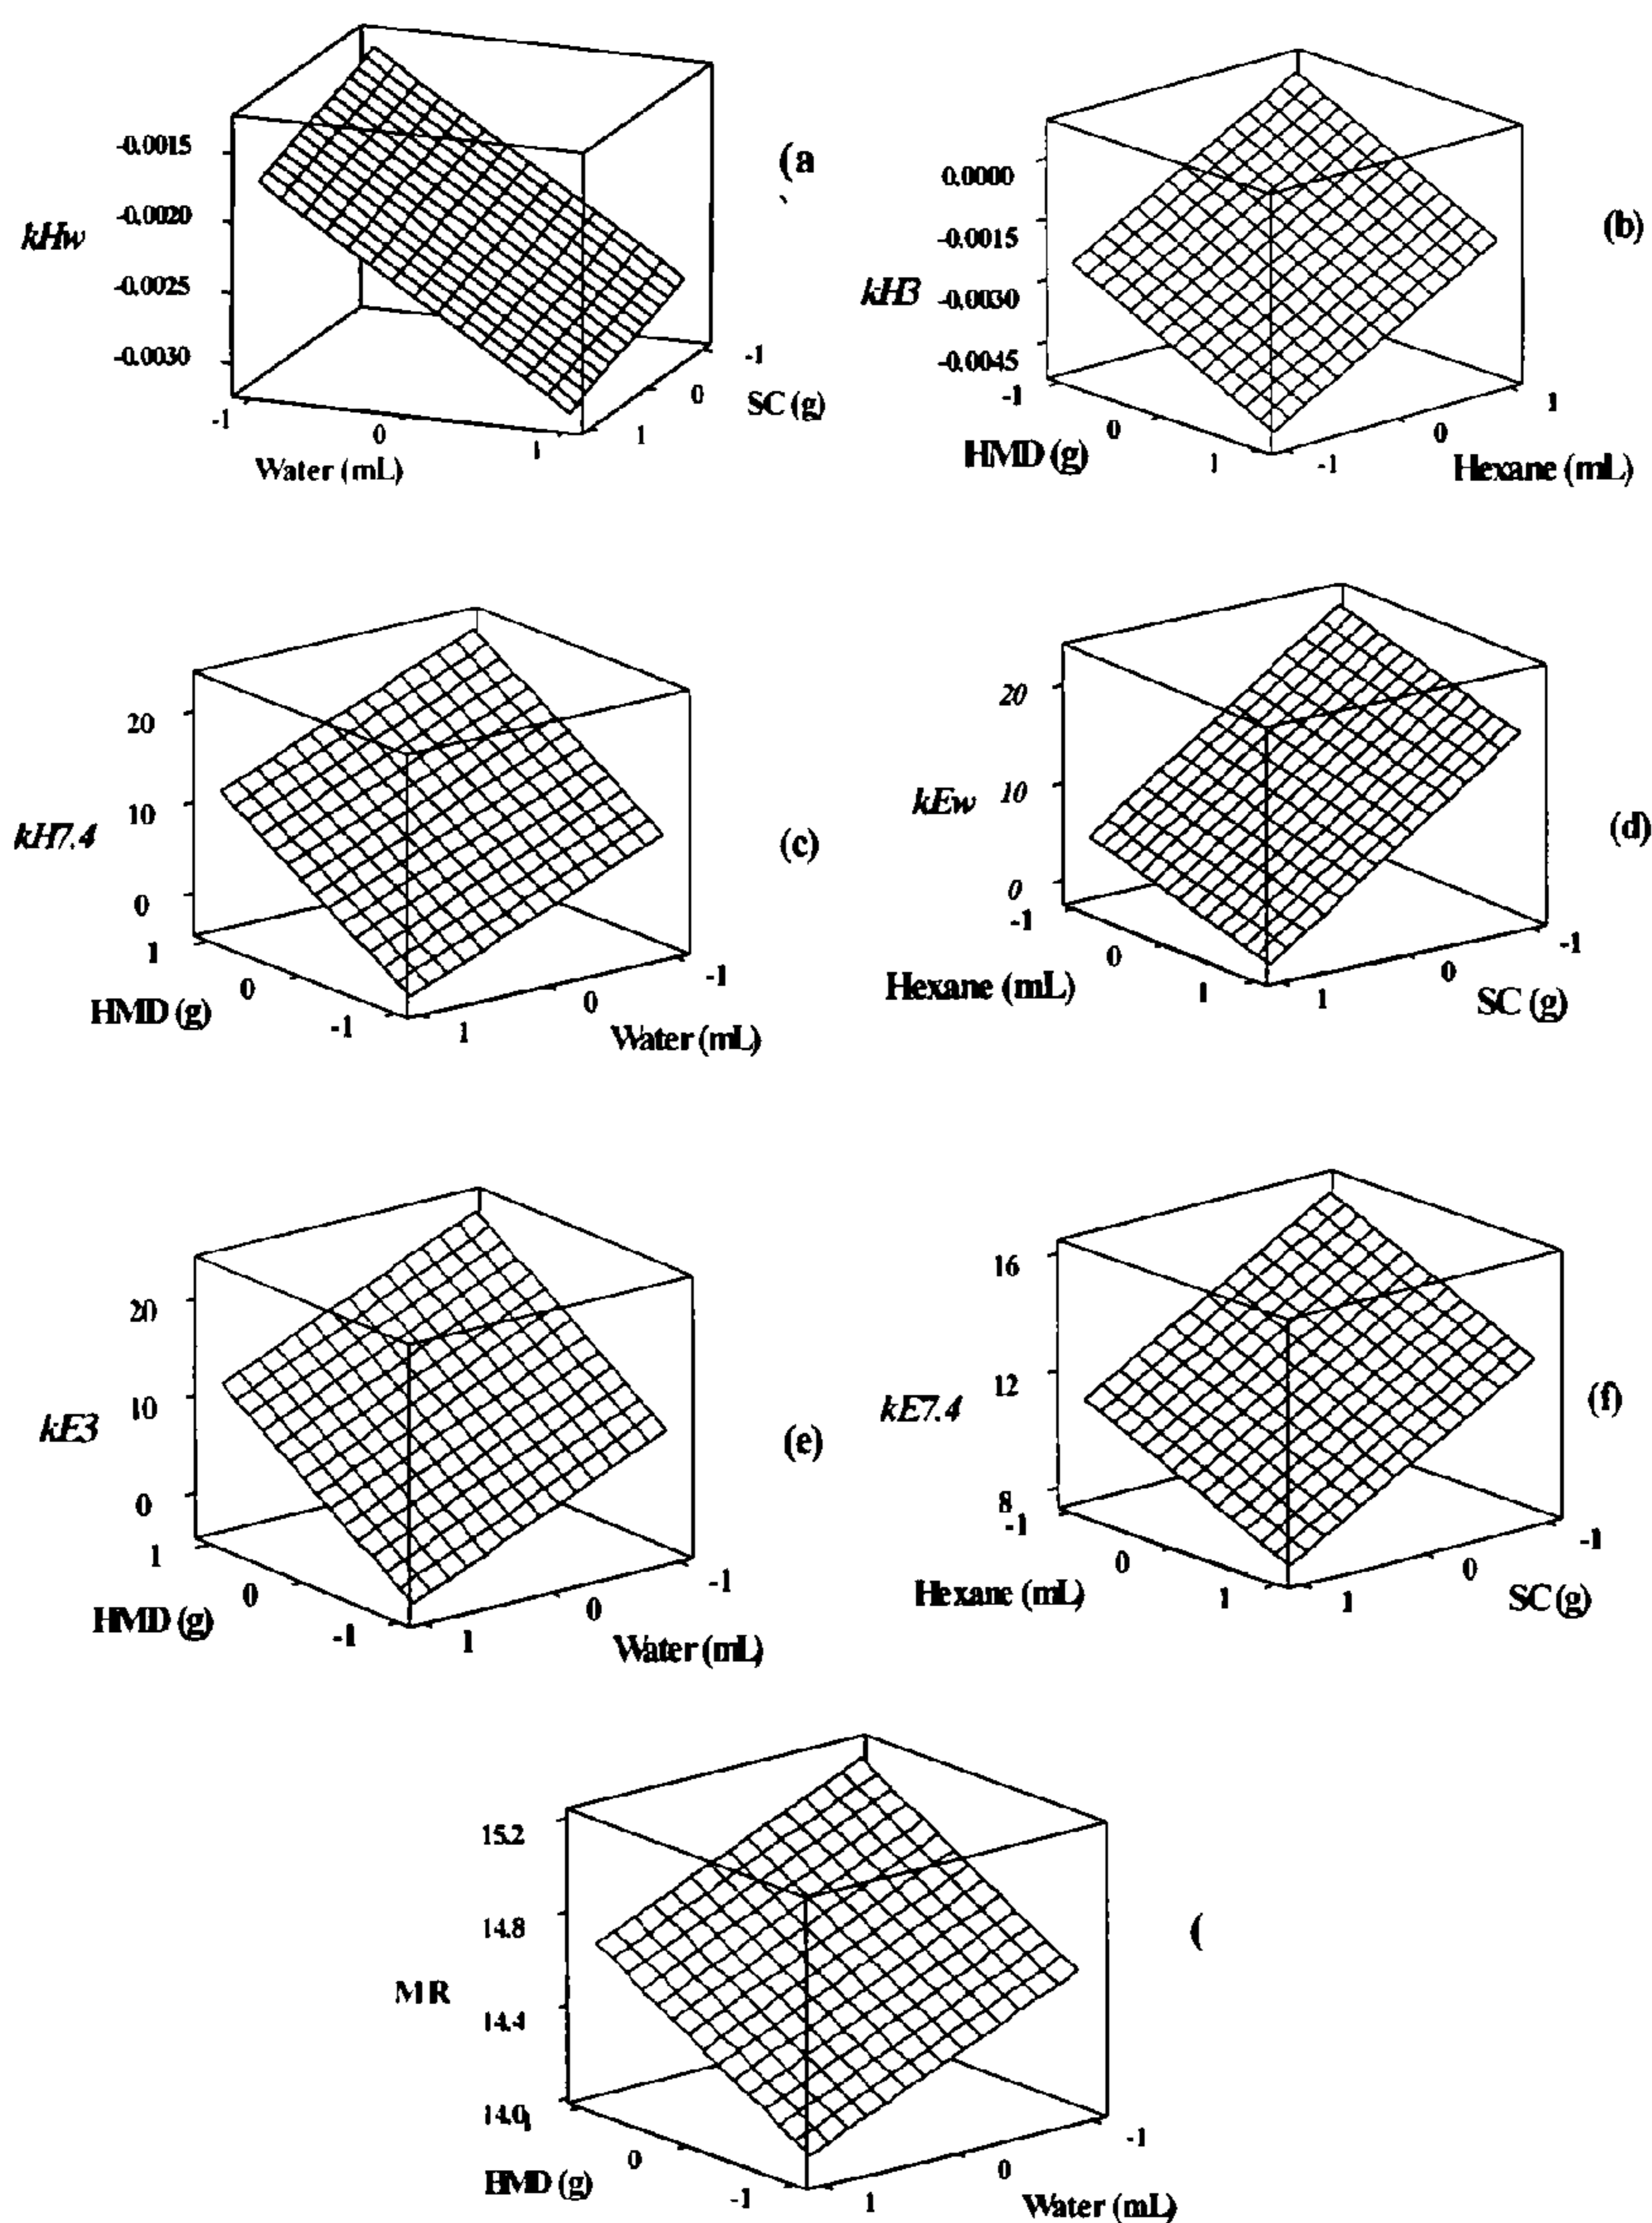 -0.0015
-0.0020
-0.0025
-0.0030
kHw
-1
0
1
Water (mL)
1
0
-1
SC (g)
(a
`
0.0000
-0.0015
-0.0030
-0.0045
kH3
-1
0
1
HMD (g)
-1
0
1
Hexane (mL)
(b)
20
10
0
kH7.4
1
0
-1
HMD (g)
1
0
-1
Water (mL)
(c)
20
10
0
kEw
-1
0
1
Hexane (mL)
1
0
-1
SC (g)
(d)
20
10
0
kE3
1
0
-1
HMD (g)
1
0
-1
Water (mL)
(e)
16
12
8
kE7.4
-1
0
1
Hexane (mL)
1
0
-1
SC (g)
(f)
15.2
14.8
14.4
14.0
MR
1
0
-1
HMD (g)
1
0
-1
Water (mL)
(